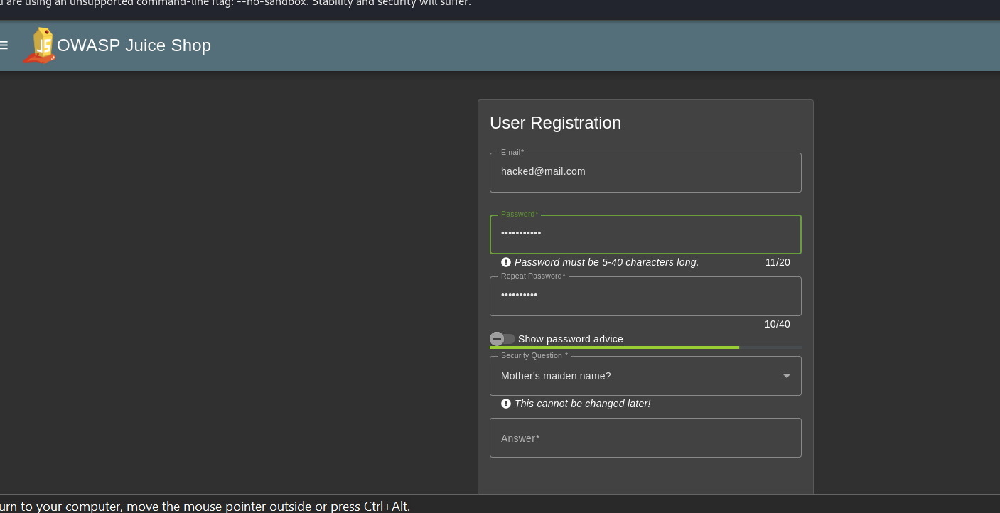 are using an unsupported command-line flag: --no-sandbox. Stability and security will suffer.
JS
OWASP Juice Shop
User Registration
Email*
hacked@mail.com
Password*
•••••••••••
Password must be 5-40 characters long. 11/20
Repeat Password*
••••••••••
10/40
Show password advice
Security Question *
Mother's maiden name?
This cannot be changed later!
Answer*
urn to your computer, move the mouse pointer outside or press Ctrl+Alt.